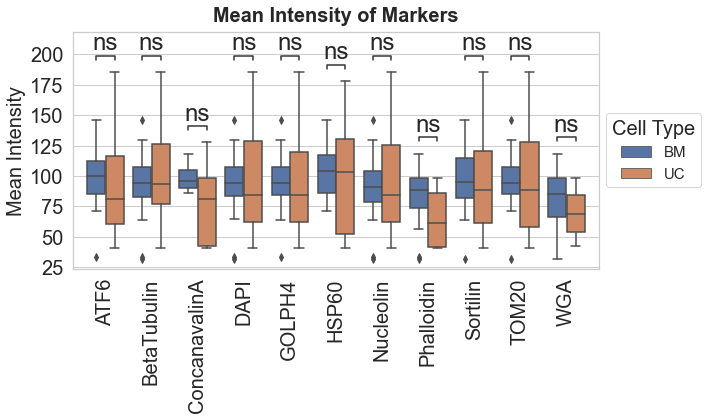 Mean Intensity of Markers
ns ns ns ns ns ns ns ns ns ns ns
Mean Intensity
200
175
150
125
100
75
50
25
ATF6
BetaTubulin
ConcanavalinA
DAPI
GOLPH4
HSP60
Nucleolin
Phalloidin
Sortilin
TOM20
WGA
Cell Type
BM
UC